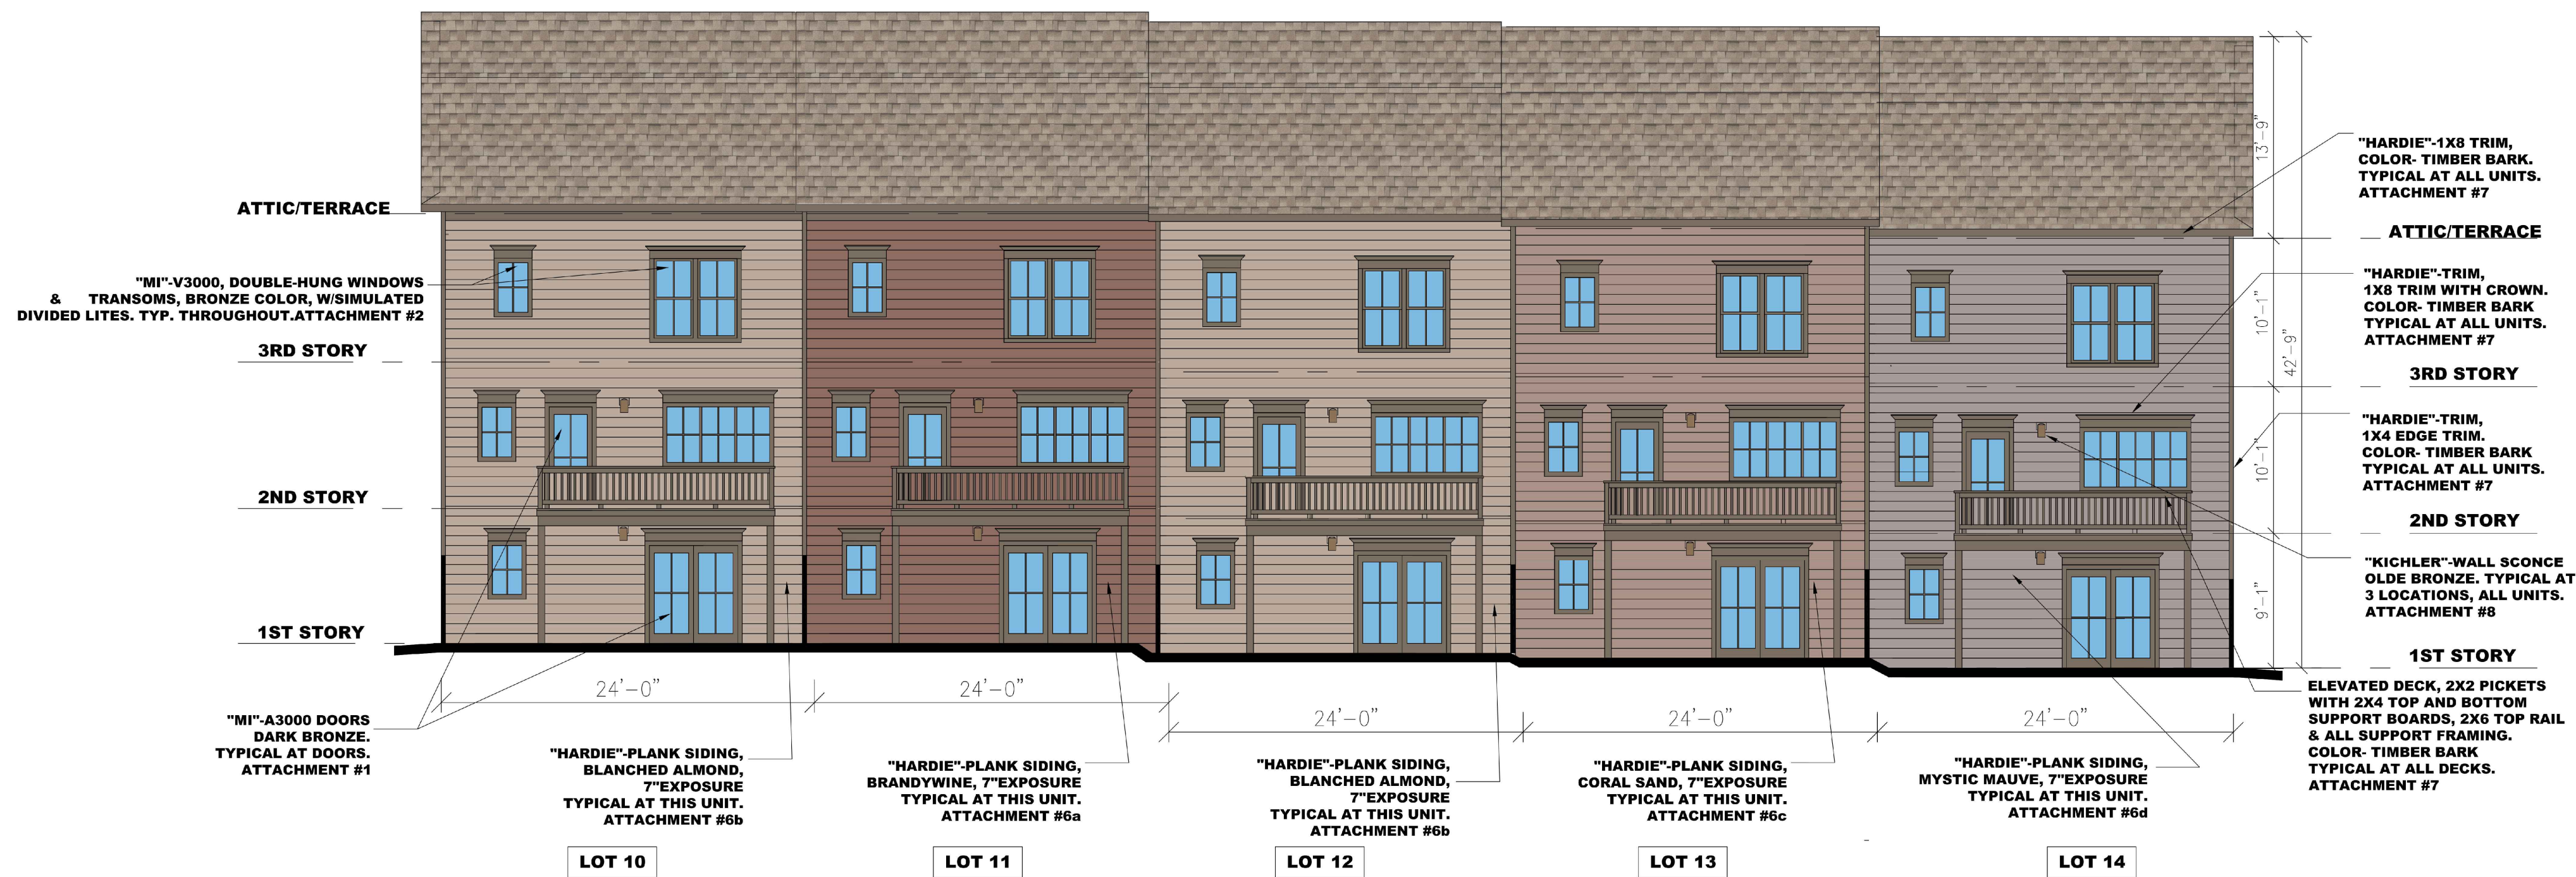 ATTIC/TERRACE
"MI"-V3000, DOUBLE-HUNG WINDOWS
& TRANSOMS, BRONZE COLOR, W/SIMULATED
DIVIDED LITES. TYP. THROUGHOUT.ATTACHMENT #2
3RD STORY
2ND STORY
1ST STORY
"MI"-A3000 DOORS
DARK BRONZE.
TYPICAL AT DOORS.
ATTACHMENT #1
24'-0"
24'-0"
24'-0"
24'-0"
24'-0"
"HARDIE"-PLANK SIDING,
BLANCHED ALMOND,
7"EXPOSURE
TYPICAL AT THIS UNIT.
ATTACHMENT #6b
"HARDIE"-PLANK SIDING,
BRANDYWINE, 7"EXPOSURE
TYPICAL AT THIS UNIT.
ATTACHMENT #6a
"HARDIE"-PLANK SIDING,
BLANCHED ALMOND,
7"EXPOSURE
TYPICAL AT THIS UNIT.
ATTACHMENT #6b
"HARDIE"-PLANK SIDING,
CORAL SAND, 7"EXPOSURE
TYPICAL AT THIS UNIT.
ATTACHMENT #6c
"HARDIE"-PLANK SIDING,
MYSTIC MAUVE, 7"EXPOSURE
TYPICAL AT THIS UNIT.
ATTACHMENT #6d
LOT 10
LOT 11
LOT 12
LOT 13
LOT 14
13'-9"
10'-1"
42'-9"
10'-1"
9'-1"
"HARDIE"-1X8 TRIM,
COLOR- TIMBER BARK.
TYPICAL AT ALL UNITS.
ATTACHMENT #7
ATTIC/TERRACE
"HARDIE"-TRIM,
1X8 TRIM WITH CROWN.
COLOR- TIMBER BARK
TYPICAL AT ALL UNITS.
ATTACHMENT #7
3RD STORY
"HARDIE"-TRIM,
1X4 EDGE TRIM.
COLOR- TIMBER BARK
TYPICAL AT ALL UNITS.
ATTACHMENT #7
2ND STORY
"KICHLER"-WALL SCONCE
OLDE BRONZE. TYPICAL AT
3 LOCATIONS, ALL UNITS.
ATTACHMENT #8
1ST STORY
ELEVATED DECK, 2X2 PICKETS
WITH 2X4 TOP AND BOTTOM
SUPPORT BOARDS, 2X6 TOP RAIL
& ALL SUPPORT FRAMING.
COLOR- TIMBER BARK
TYPICAL AT ALL DECKS.
ATTACHMENT #7